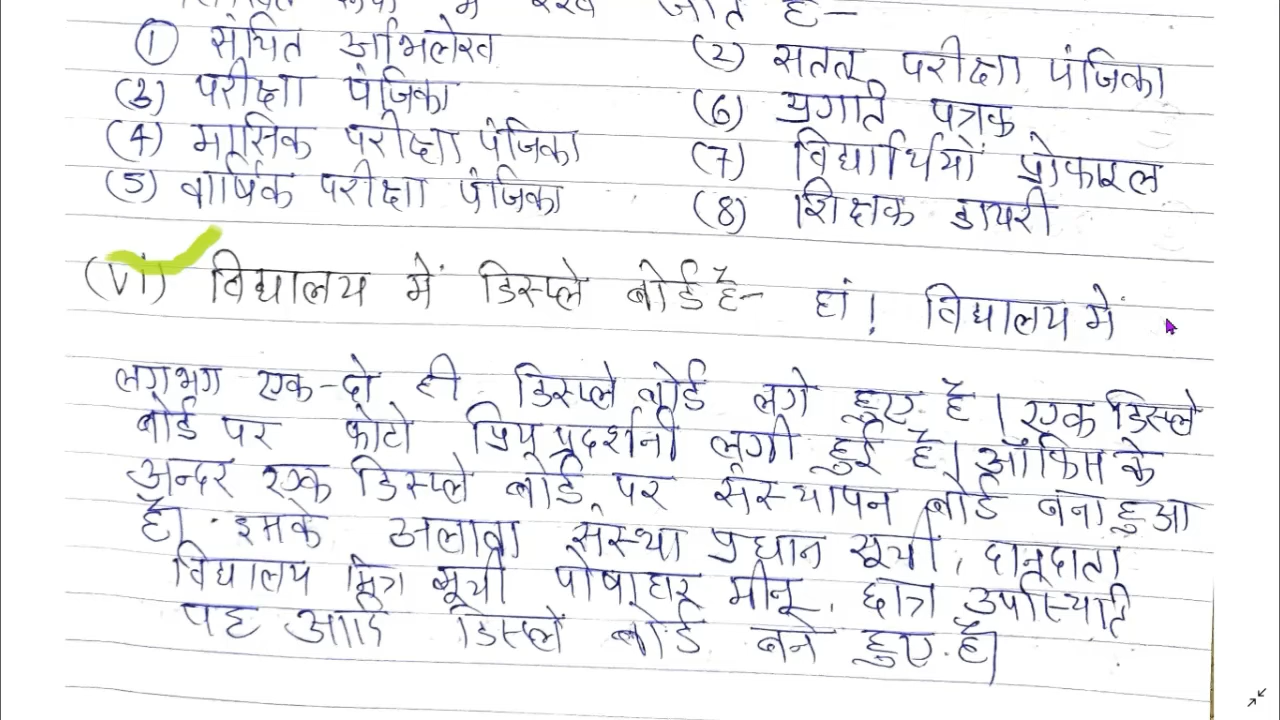 में रखे जाते है-
① संचित अभिलेख (2) सतत् परीक्षा पंजिका
(3) परीक्षा पंजिका (6) प्रगति पत्रक
(4) मासिक परीक्षा पंजिका (7) विद्यार्थियों प्रोफाइल
(5) वार्षिक परीक्षा पंजिका (8) शिक्षक डायरी
(vi) विद्यालय में डिस्प्ले बोर्ड है- हां। विद्यालय में
लगभग एक-दो ही डिस्प्ले बोर्ड लगे हुए है। एक डिस्प्ले
बोर्ड पर फोटो प्रदर्शनी लगी हुई है। ऑफिस के
अन्दर एक डिस्प्ले बोर्ड पर संस्थापन बोर्ड बना हुआ
है। इसके अलावा संस्था प्रधान सूची, दानदाता
विद्यालय मित्र सूची पोषाहार मीनू, छात्र उपस्थिति
पट्ट आदि डिस्प्ले बोर्ड बने हुए है।